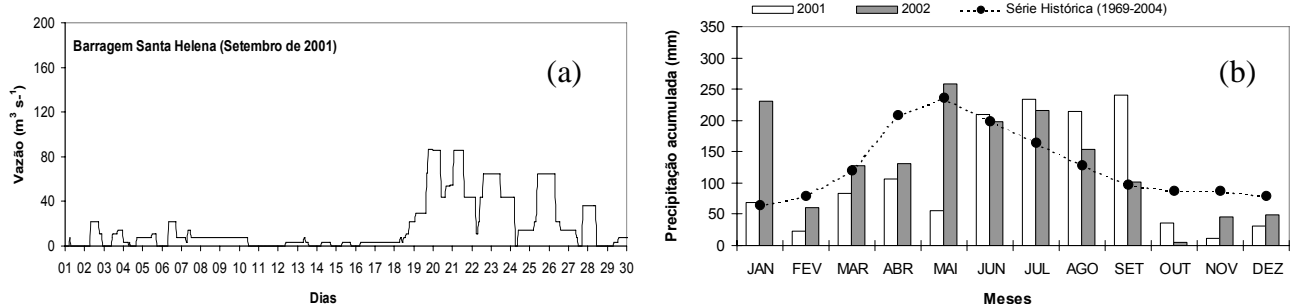 200
160
120
80
40
0
Vazão (m³ s-¹)
Barragem Santa Helena (Setembro de 2001)
(a)
01 02 03 04 05 06 07 08 09 10 11 12 13 14 15 16 17 18 19 20 21 22 23 24 25 26 27 28 29 30
Dias
2001 2002 Série Histórica (1969-2004)
350
300
250
200
150
100
50
0
Precipitação acumulada (mm)
(b)
JAN FEV MAR ABR MAI JUN JUL AGO SET OUT NOV DEZ
Meses